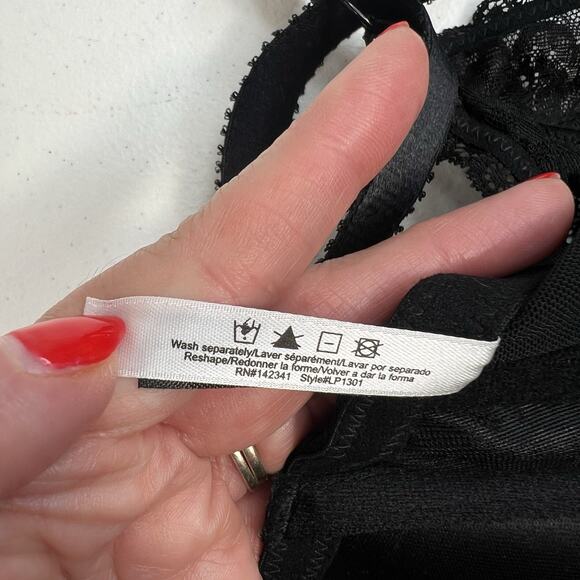 Wash separately/Laver séparément/Lavar por separado
Reshape/Redonner la forme/Volver a dar la forma
RN#142341 Style#LP1301